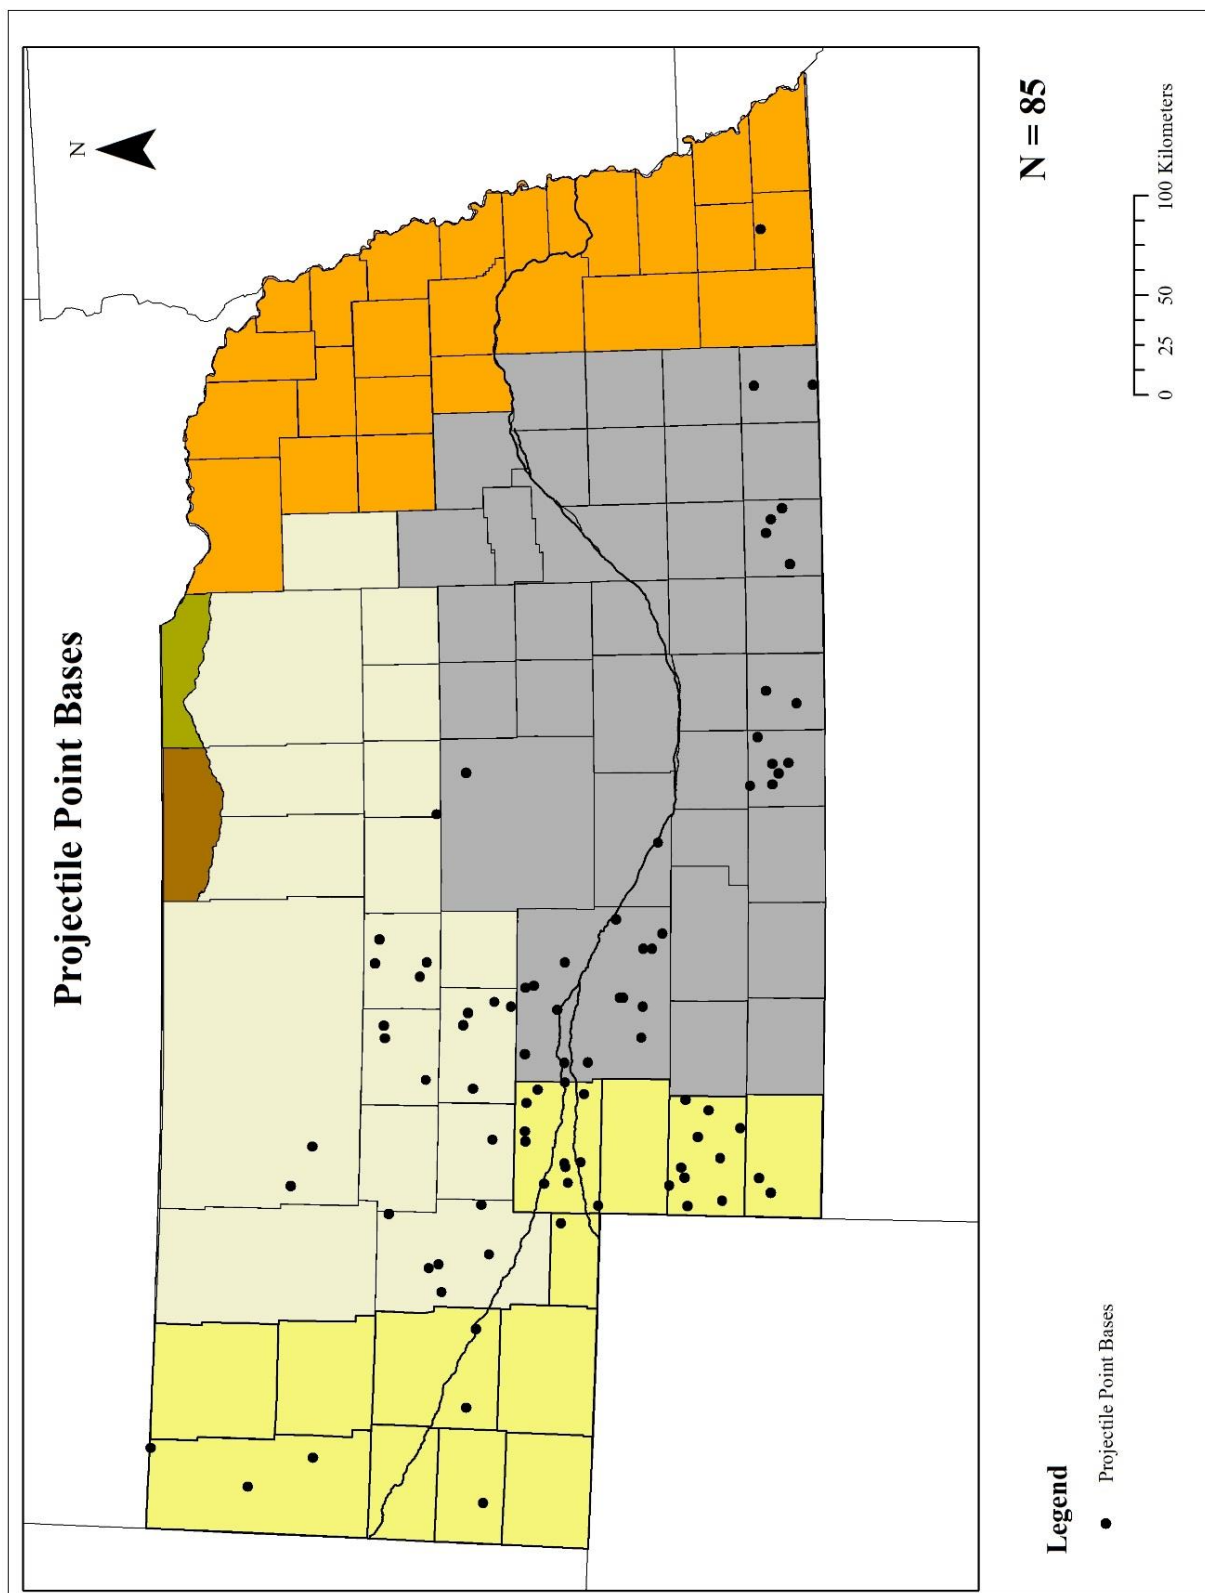 Projectile Point Bases
N
N = 85
Legend
Projectile Point Bases
0 25 50 100 Kilometers